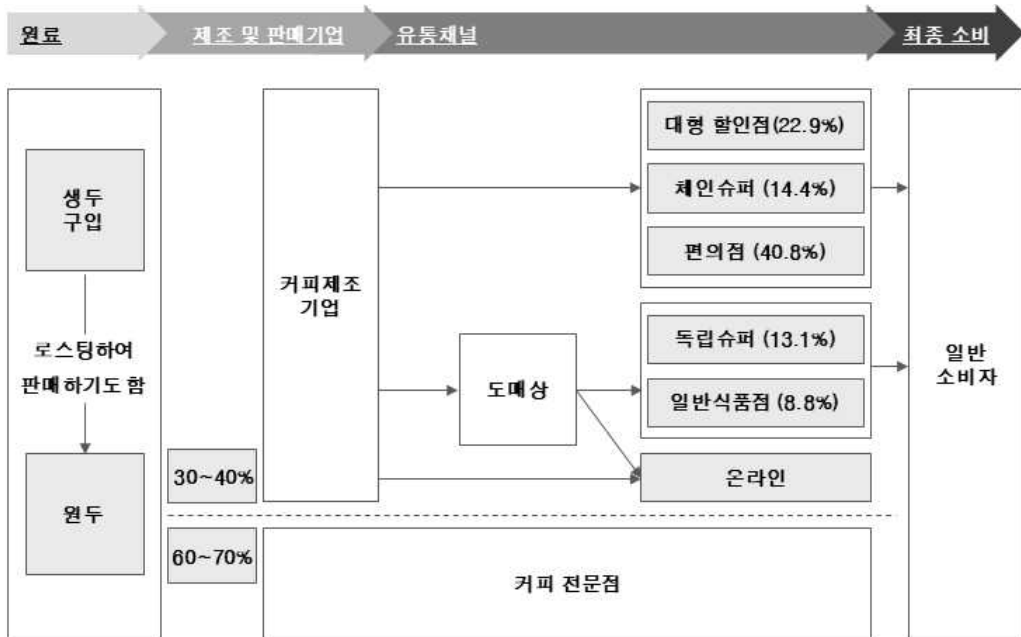 원료
제조 및 판매기업
유통채널
최종 소비
생두
구입
로스팅하여
판매하기도 함
원두
30~40%
60~70%
커피제조
기업
도매상
대형 할인점(22.9%)
체인슈퍼 (14.4%)
편의점 (40.8%)
독립슈퍼 (13.1%)
일반식품점 (8.8%)
온라인
커피 전문점
일반
소비자